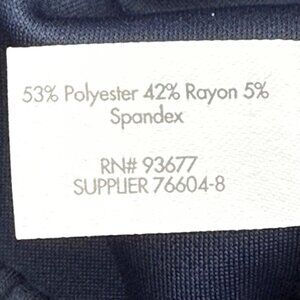 53% Polyester 42% Rayon 5%
Spandex
RN# 93677
SUPPLIER 76604-8